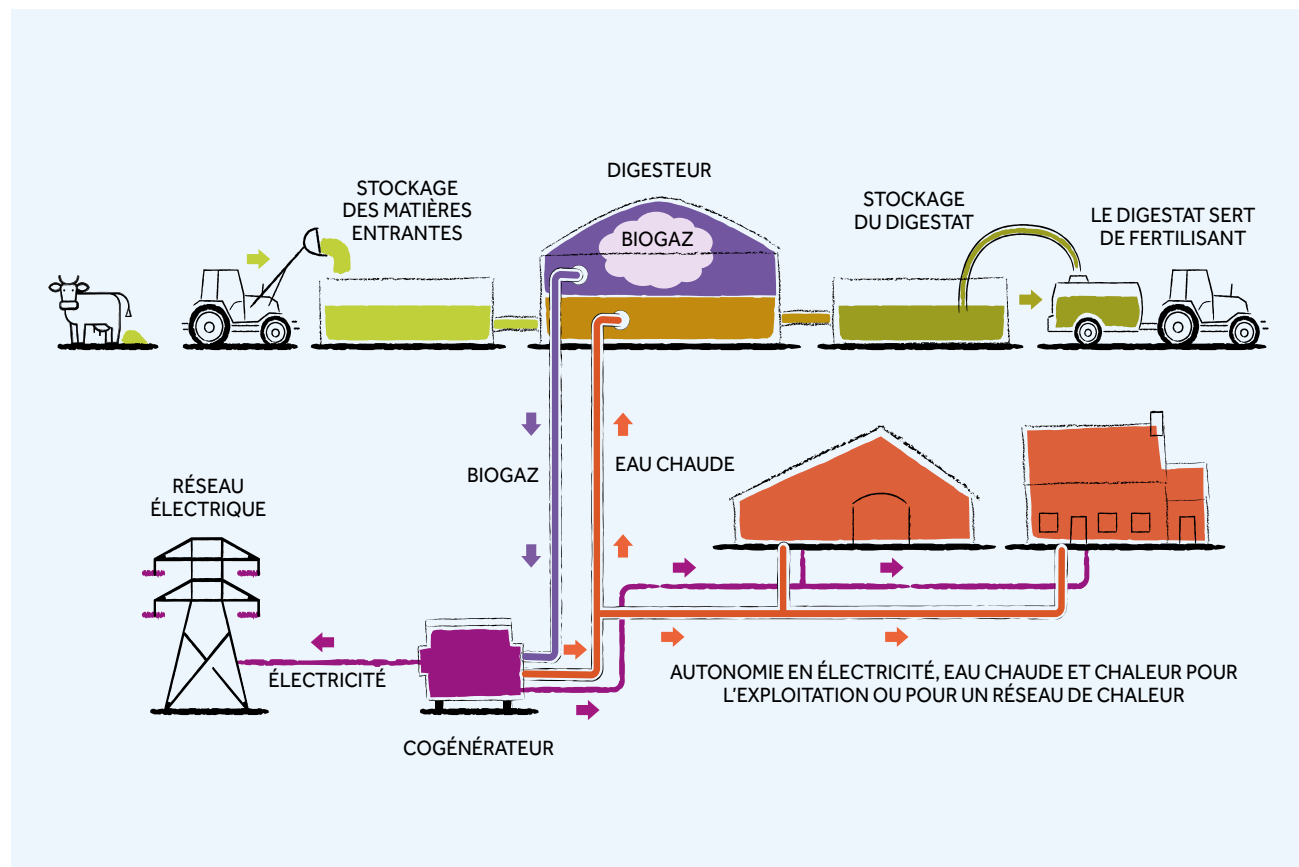 DIGESTEUR
STOCKAGE
DES MATIÈRES
ENTRANTES
STOCKAGE
DU DIGESTAT
LE DIGESTAT SERT
DE FERTILISANT
BIOGAZ
BIOGAZ
EAU CHAUDE
RÉSEAU
ÉLECTRIQUE
ÉLECTRICITÉ
AUTONOMIE EN ÉLECTRICITÉ, EAU CHAUDE ET CHALEUR POUR
L'EXPLOITATION OU POUR UN RÉSEAU DE CHALEUR
COGÉNÉRATEUR